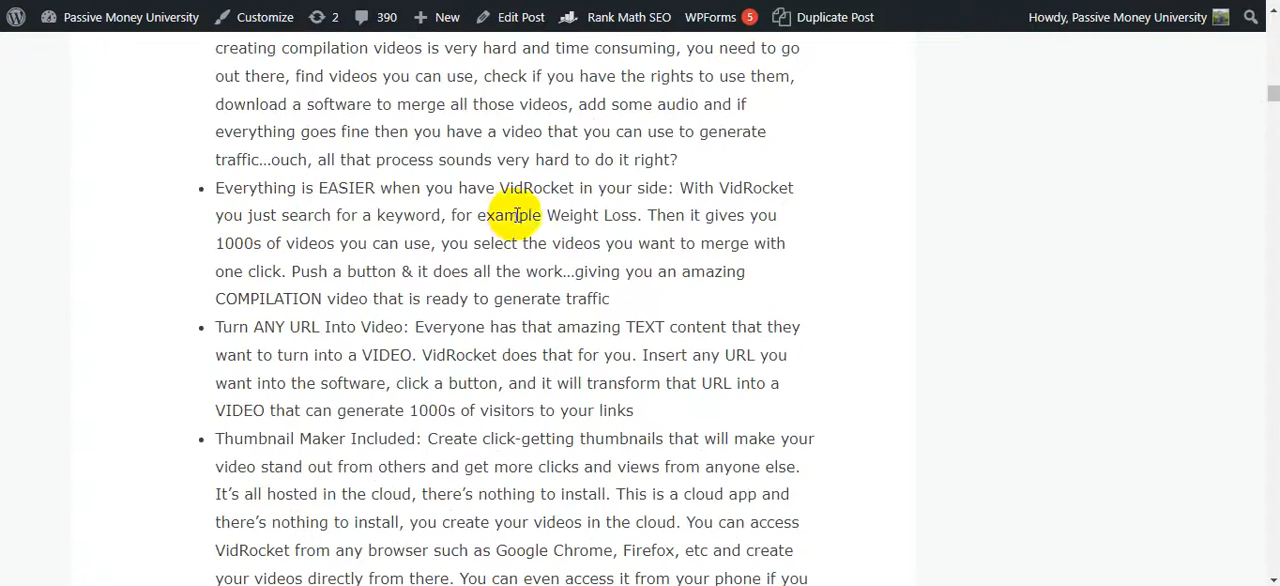 Passive Money University Customize 2 390 New Edit Post Rank Math SEO WPForms 5 Duplicate Post Howdy, Passive Money University
creating compilation videos is very hard and time consuming, you need to go
out there, find videos you can use, check if you have the rights to use them,
download a software to merge all those videos, add some audio and if
everything goes fine then you have a video that you can use to generate
traffic…ouch, all that process sounds very hard to do it right?
• Everything is EASIER when you have VidRocket in your side: With VidRocket
you just search for a keyword, for example Weight Loss. Then it gives you
1000s of videos you can use, you select the videos you want to merge with
one click. Push a button & it does all the work…giving you an amazing
COMPILATION video that is ready to generate traffic
• Turn ANY URL Into Video: Everyone has that amazing TEXT content that they
want to turn into a VIDEO. VidRocket does that for you. Insert any URL you
want into the software, click a button, and it will transform that URL into a
VIDEO that can generate 1000s of visitors to your links
• Thumbnail Maker Included: Create click-getting thumbnails that will make your
video stand out from others and get more clicks and views from anyone else.
It’s all hosted in the cloud, there’s nothing to install. This is a cloud app and
there’s nothing to install, you create your videos in the cloud. You can access
VidRocket from any browser such as Google Chrome, Firefox, etc and create
your videos directly from there. You can even access it from your phone if you